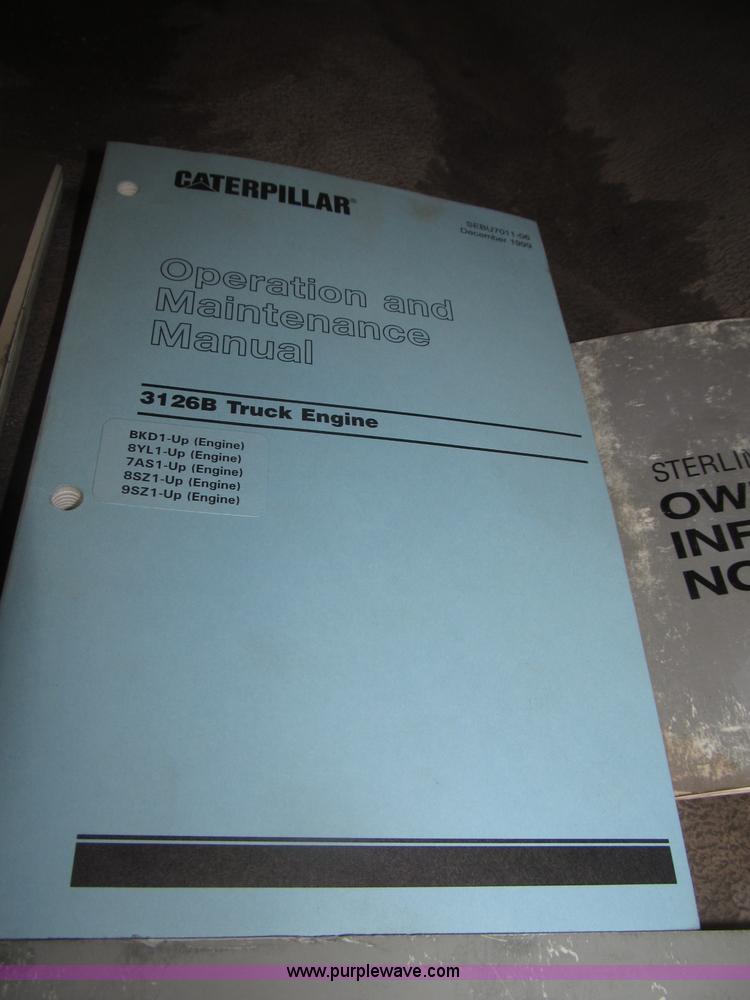 CATERPILLAR®
SEBU7011-06
December 1999
Operation and
Maintenance
Manual
3126B Truck Engine
BKD1-Up (Engine)
8YL1-Up (Engine)
7AS1-Up (Engine)
8SZ1-Up (Engine)
9SZ1-Up (Engine)
STERLIN
OW
INF
NO
www.purplewave.com